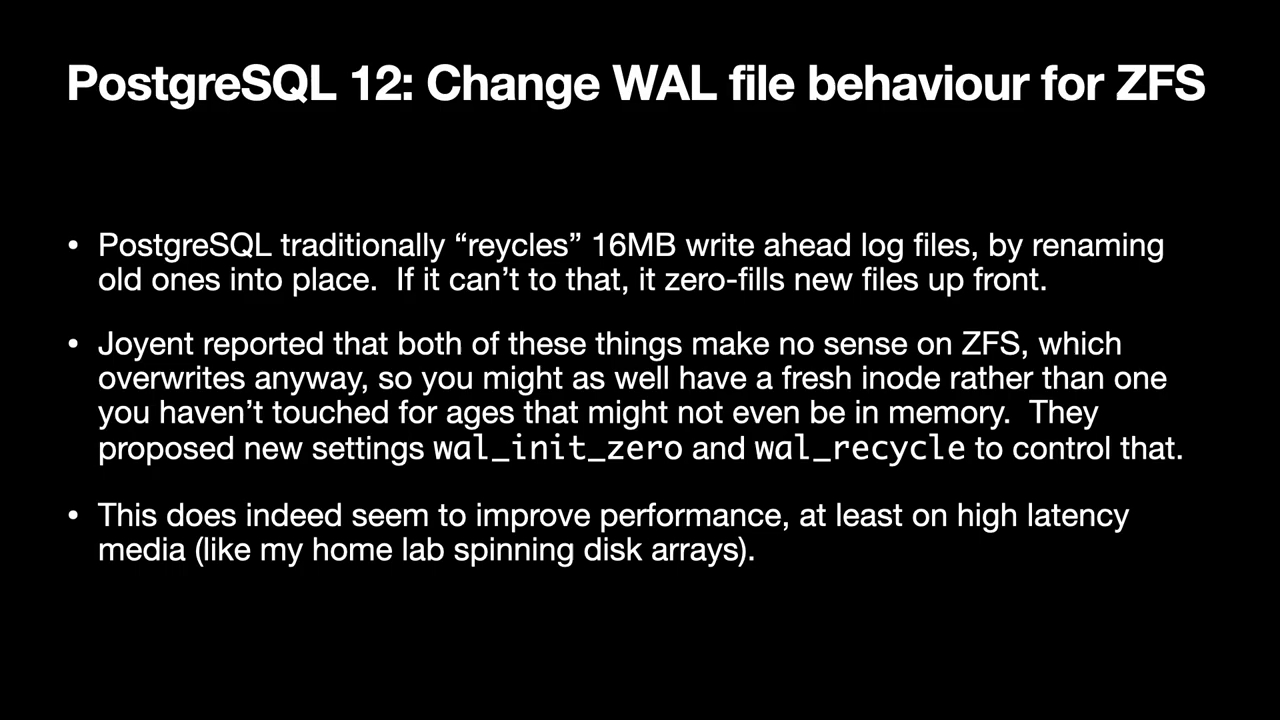 PostgreSQL 12: Change WAL file behaviour for ZFS
• PostgreSQL traditionally “reycles” 16MB write ahead log files, by renaming
old ones into place.  If it can’t to that, it zero-fills new files up front.
• Joyent reported that both of these things make no sense on ZFS, which
overwrites anyway, so you might as well have a fresh inode rather than one
you haven’t touched for ages that might not even be in memory.  They
proposed new settings wal_init_zero and wal_recycle to control that.
• This does indeed seem to improve performance, at least on high latency
media (like my home lab spinning disk arrays).